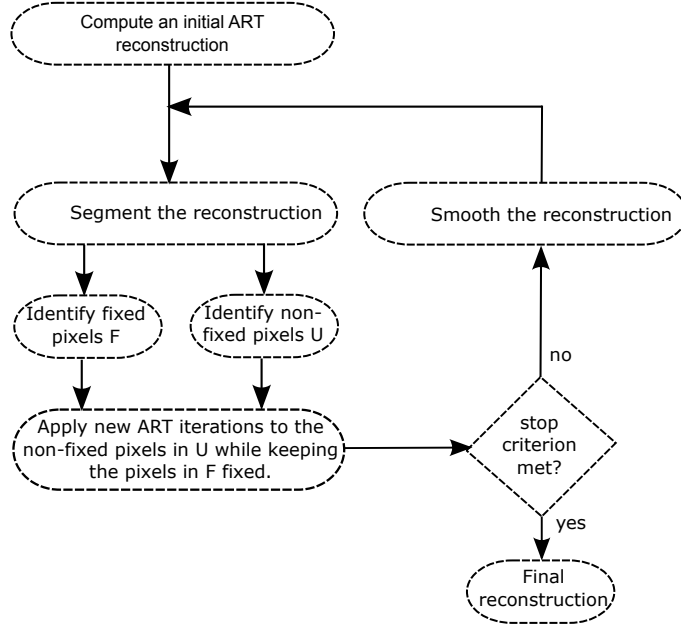 Compute an initial ART
reconstruction
Segment the reconstruction
Smooth the reconstruction
Identify fixed
pixels F
Identify non-
fixed pixels U
no
Apply new ART iterations to the
non-fixed pixels in U while keeping
the pixels in F fixed.
stop
criterion
met?
yes
Final
reconstruction